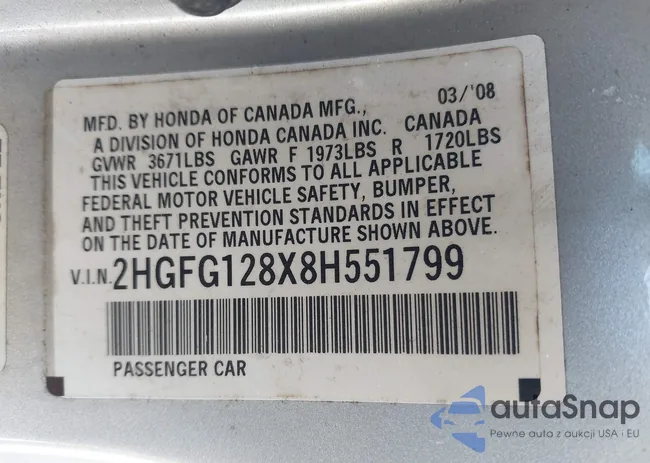 03/'08
MFD. BY HONDA OF CANADA MFG.,
A DIVISION OF HONDA CANADA INC. CANADA
GVWR 3671LBS GAWR F 1973LBS R 1720LBS
THIS VEHICLE CONFORMS TO ALL APPLICABLE
FEDERAL MOTOR VEHICLE SAFETY, BUMPER,
AND THEFT PREVENTION STANDARDS IN EFFECT
ON THE DATE OF MANUFACTURE SHOWN ABOVE.
V.I.N. 2HGFG128X8H551799
PASSENGER CAR
autaSnap
Pewne auta z aukcji USA · EU